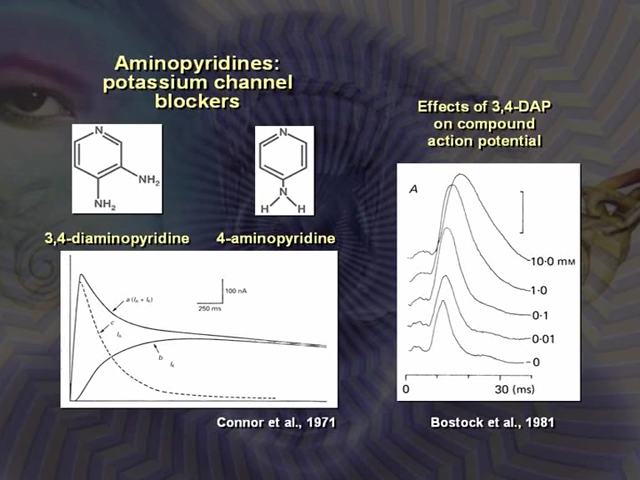 Aminopyridines:
potassium channel
blockers
Effects of 3,4-DAP
on compound
action potential
N
NH2
NH2
N
N
H H
3,4-diaminopyridine
4-aminopyridine
100 nA
250 ms
a (IA + IK)
c
IA
b
IK
A
10·0 mM
1·0
0·1
0·01
0
0 30 (ms)
Connor et al., 1971
Bostock et al., 1981